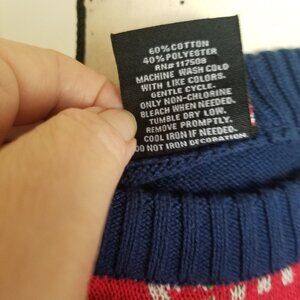 60% COTTON
40% POLYESTER
RN# 117508
MACHINE WASH COLD
WITH LIKE COLORS.
GENTLE CYCLE.
ONLY NON-CHLORINE
BLEACH WHEN NEEDED.
TUMBLE DRY LOW.
REMOVE PROMPTLY.
COOL IRON IF NEEDED.
DO NOT IRON DECORATION.